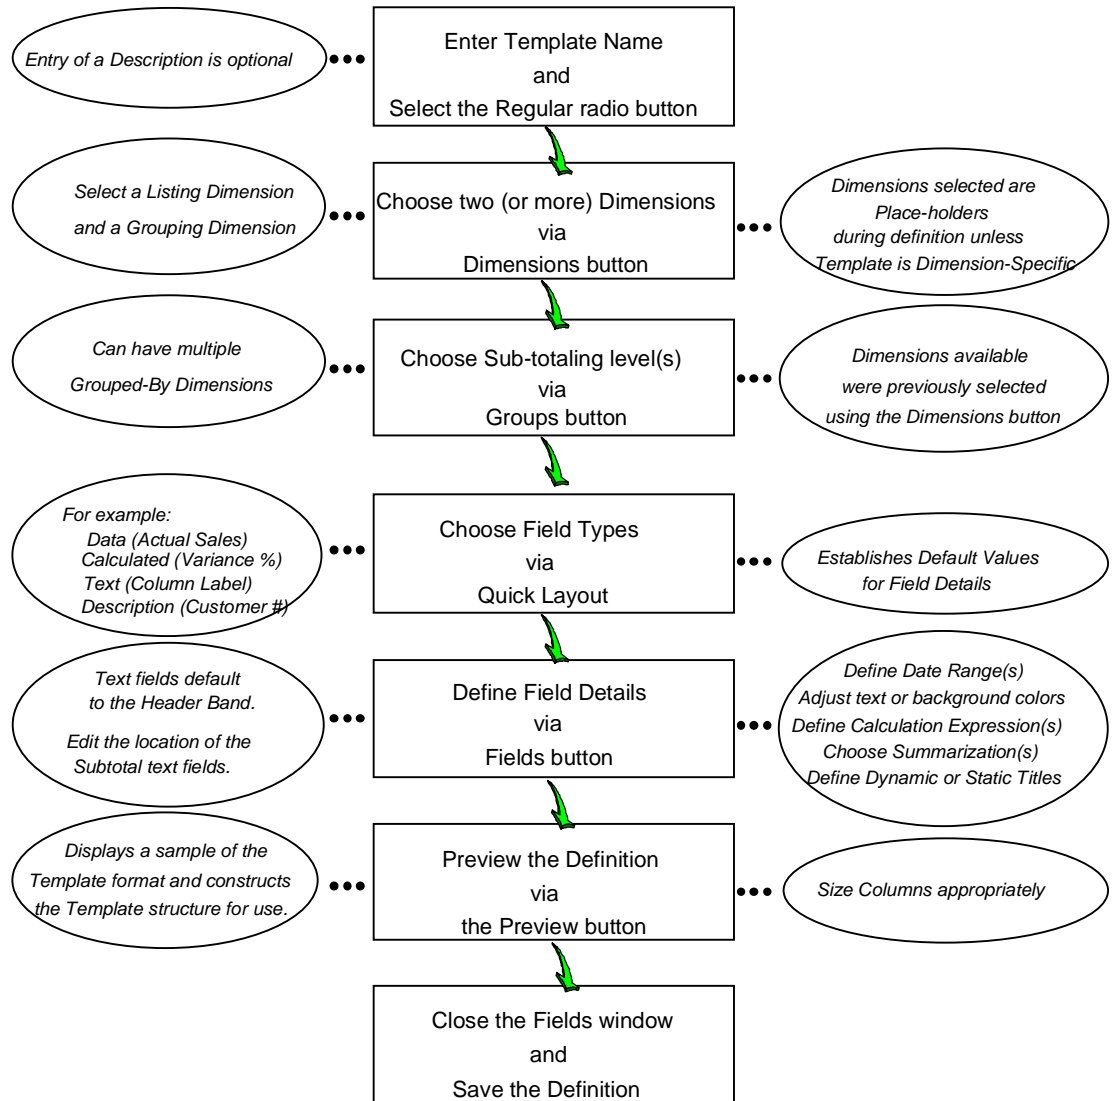 Entry of a Description is optional
Enter Template Name
and
Select the Regular radio button
Select a Listing Dimension
and a Grouping Dimension
Choose two (or more) Dimensions
via
Dimensions button
Dimensions selected are
Place-holders
during definition unless
Template is Dimension-Specific
Can have multiple
Grouped-By Dimensions
Choose Sub-totaling level(s)
via
Groups button
Dimensions available
were previously selected
using the Dimensions button
For example:
Data (Actual Sales)
Calculated (Variance %)
Text (Column Label)
Description (Customer #)
Choose Field Types
via
Quick Layout
Establishes Default Values
for Field Details
Text fields default
to the Header Band.
Edit the location of the
Subtotal text fields.
Define Field Details
via
Fields button
Define Date Range(s)
Adjust text or background colors
Define Calculation Expression(s)
Choose Summarization(s)
Define Dynamic or Static Titles
Displays a sample of the
Template format and constructs
the Template structure for use.
Preview the Definition
via
the Preview button
Size Columns appropriately
Close the Fields window
and
Save the Definition